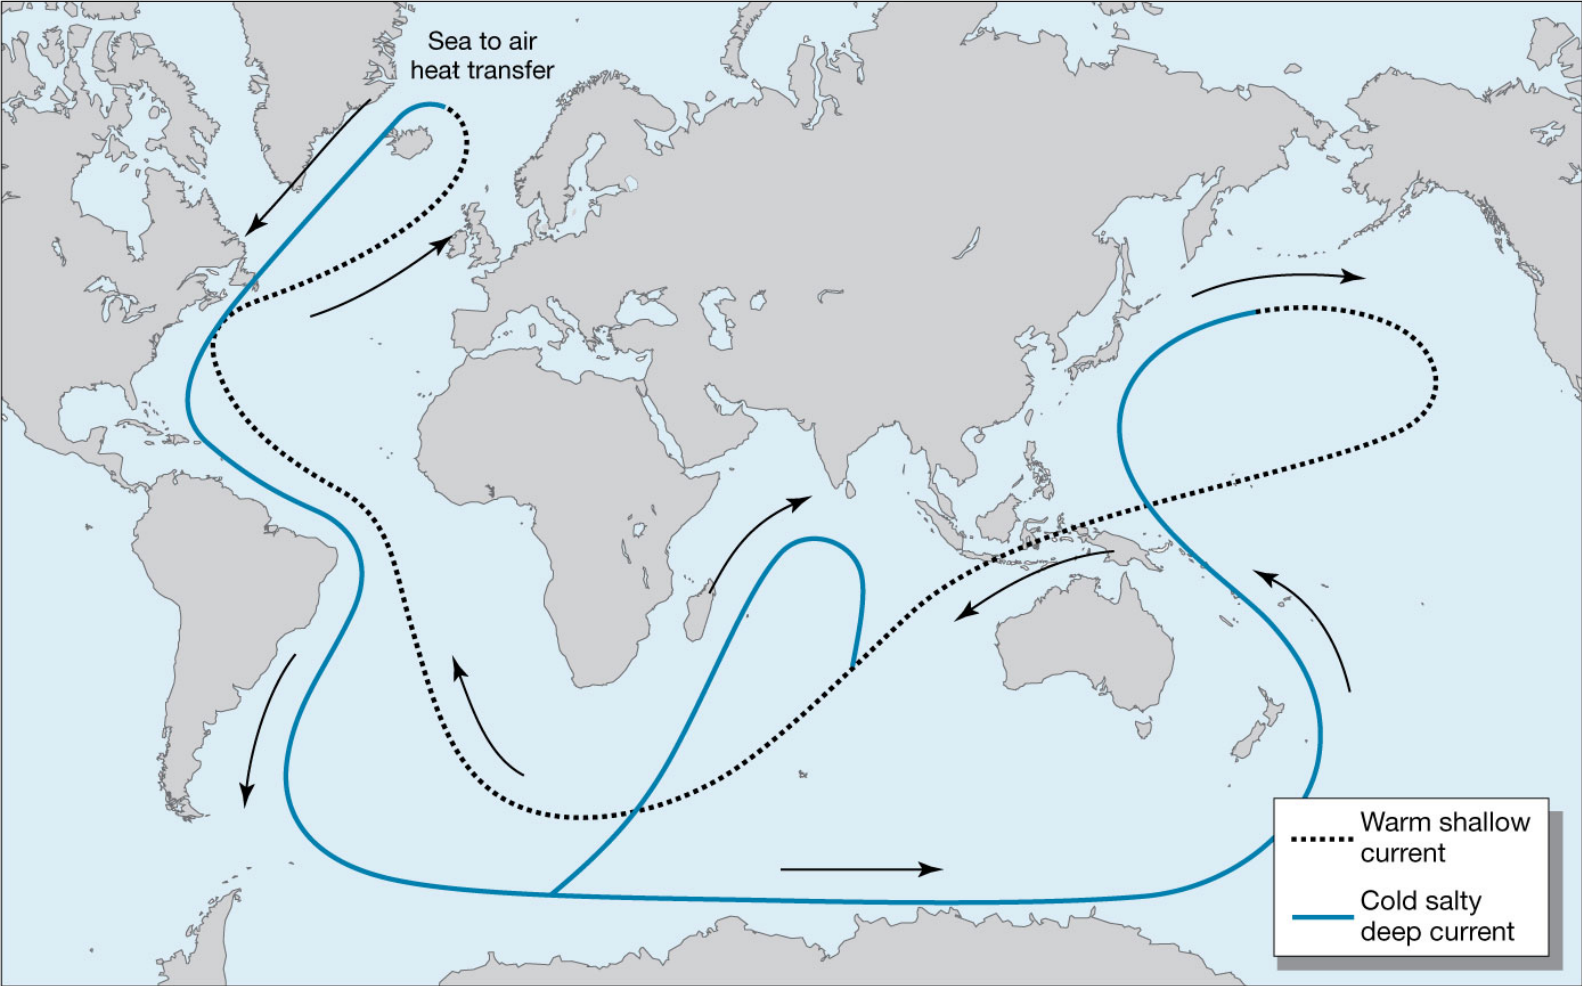 Sea to air
heat transfer
Warm shallow
current
Cold salty
deep current